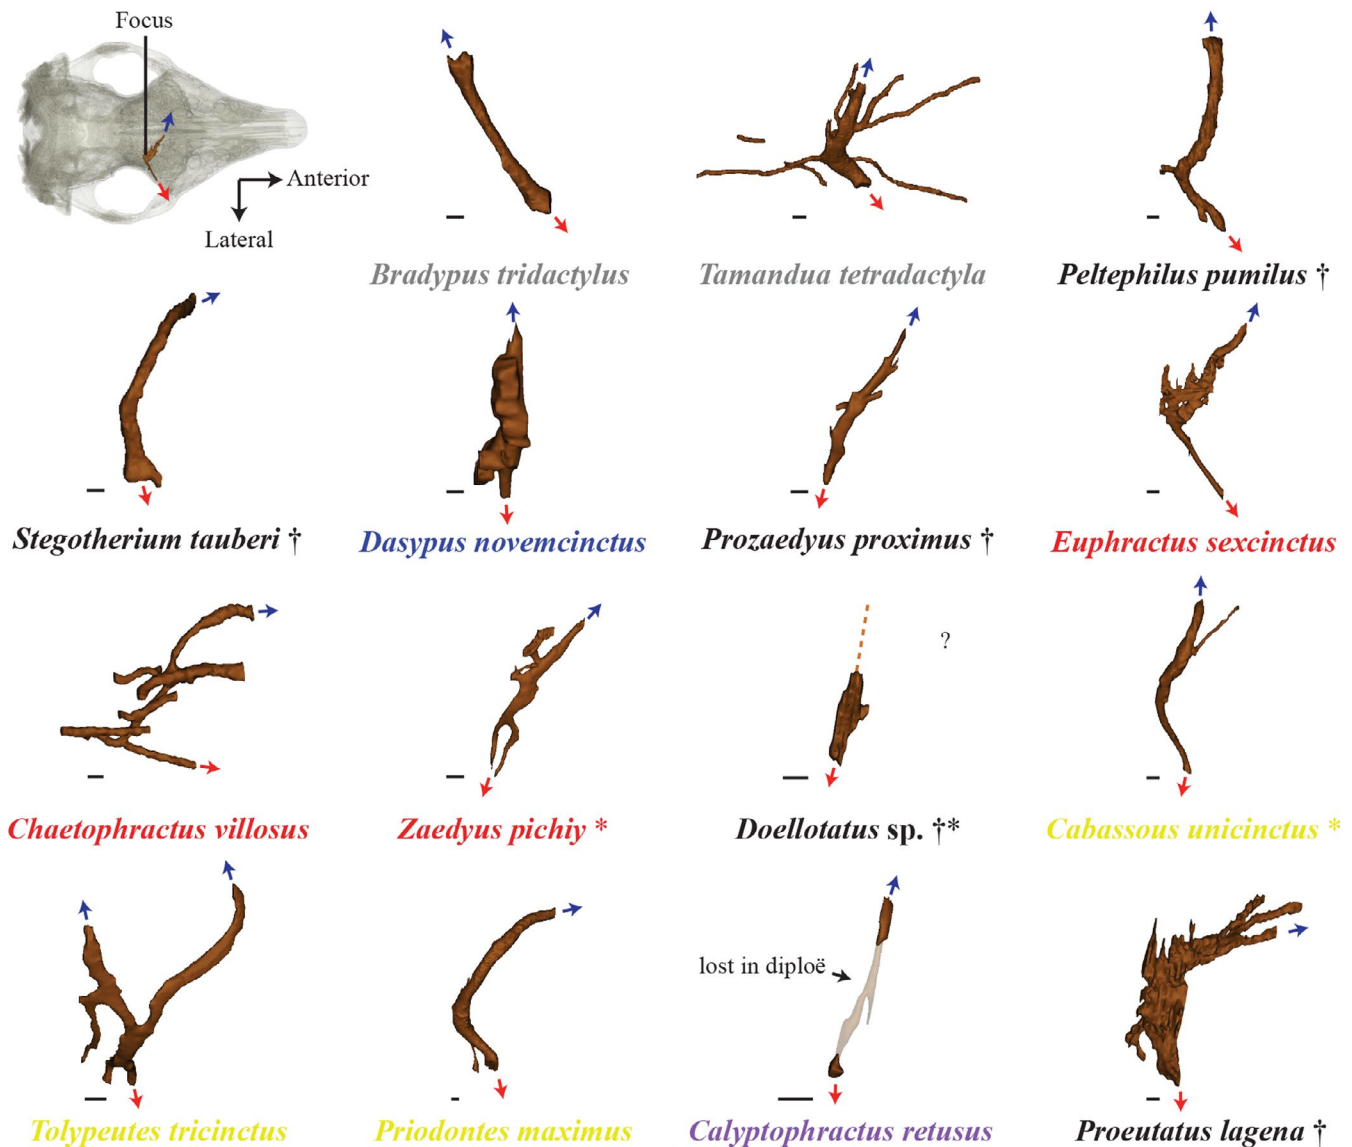 Focus
Anterior
Lateral
Bradypus tridactylus
Tamandua tetradactyla
Peltephilus pumilus †
Stegotherium tauberi †
Dasypus novemcinctus
Prozaedyus proximus †
Euphractus sexcinctus
?
Chaetophractus villosus
Zaedyus pichiy *
Doellotatus sp. †*
Cabassous unicinctus *
lost in diploë
Tolypeutes tricinctus
Priodontes maximus
Calyptophractus retusus
Proeutatus lagena †